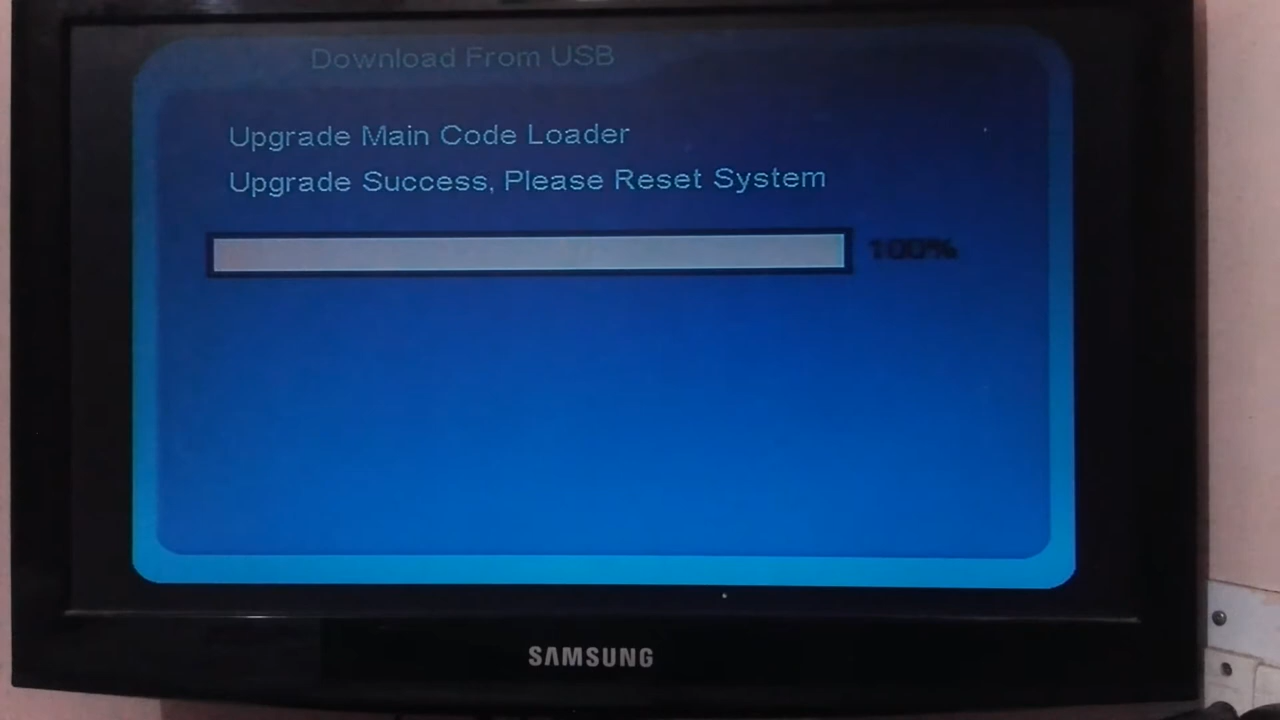 Download From USB
Upgrade Main Code Loader
Upgrade Success, Please Reset System
100%
SAMSUNG